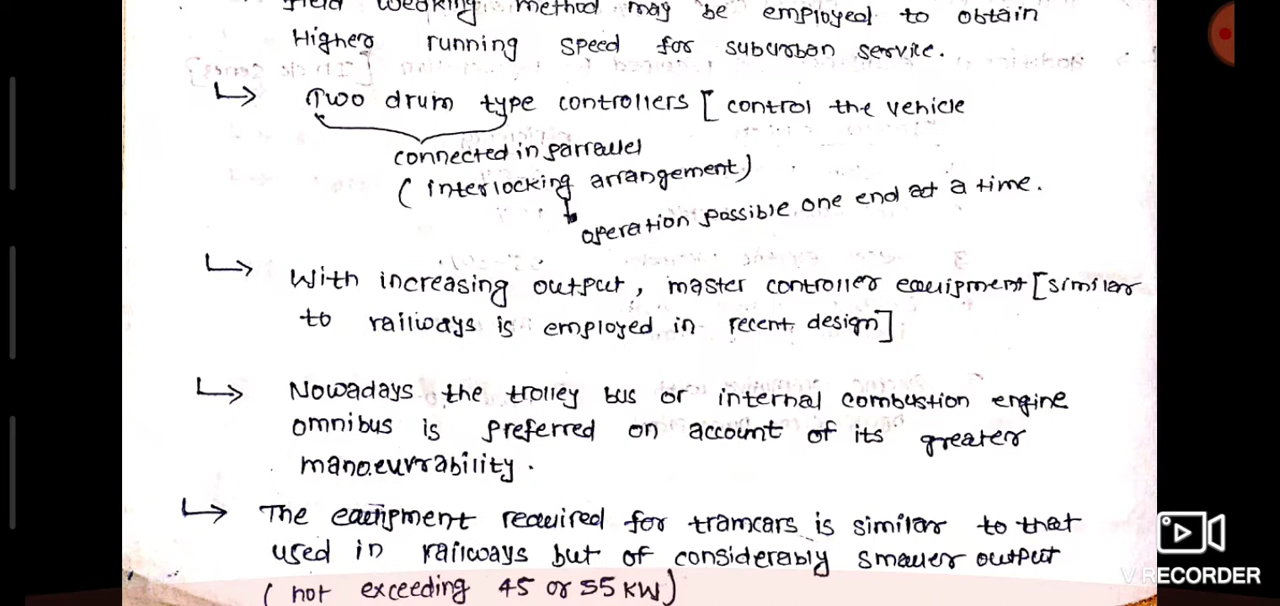 Field weaking method may be employed to obtain
Higher running speed for suburban service.
↳ Two drum type controllers [ control the vehicle
connected in parrallel
( interlocking arrangement)
operation possible one end at a time.
↳ With increasing output, master controller equipment [similar
to railways is employed in recent design]
↳ Nowadays the trolley bus or internal combustion engine
omnibus is preferred on account of its greater
manoeuvrability.
↳ The equipment required for tramcars is similar to that
used in railways but of considerably smaller output
( not exceeding 45 or 55 KW)
V RECORDER